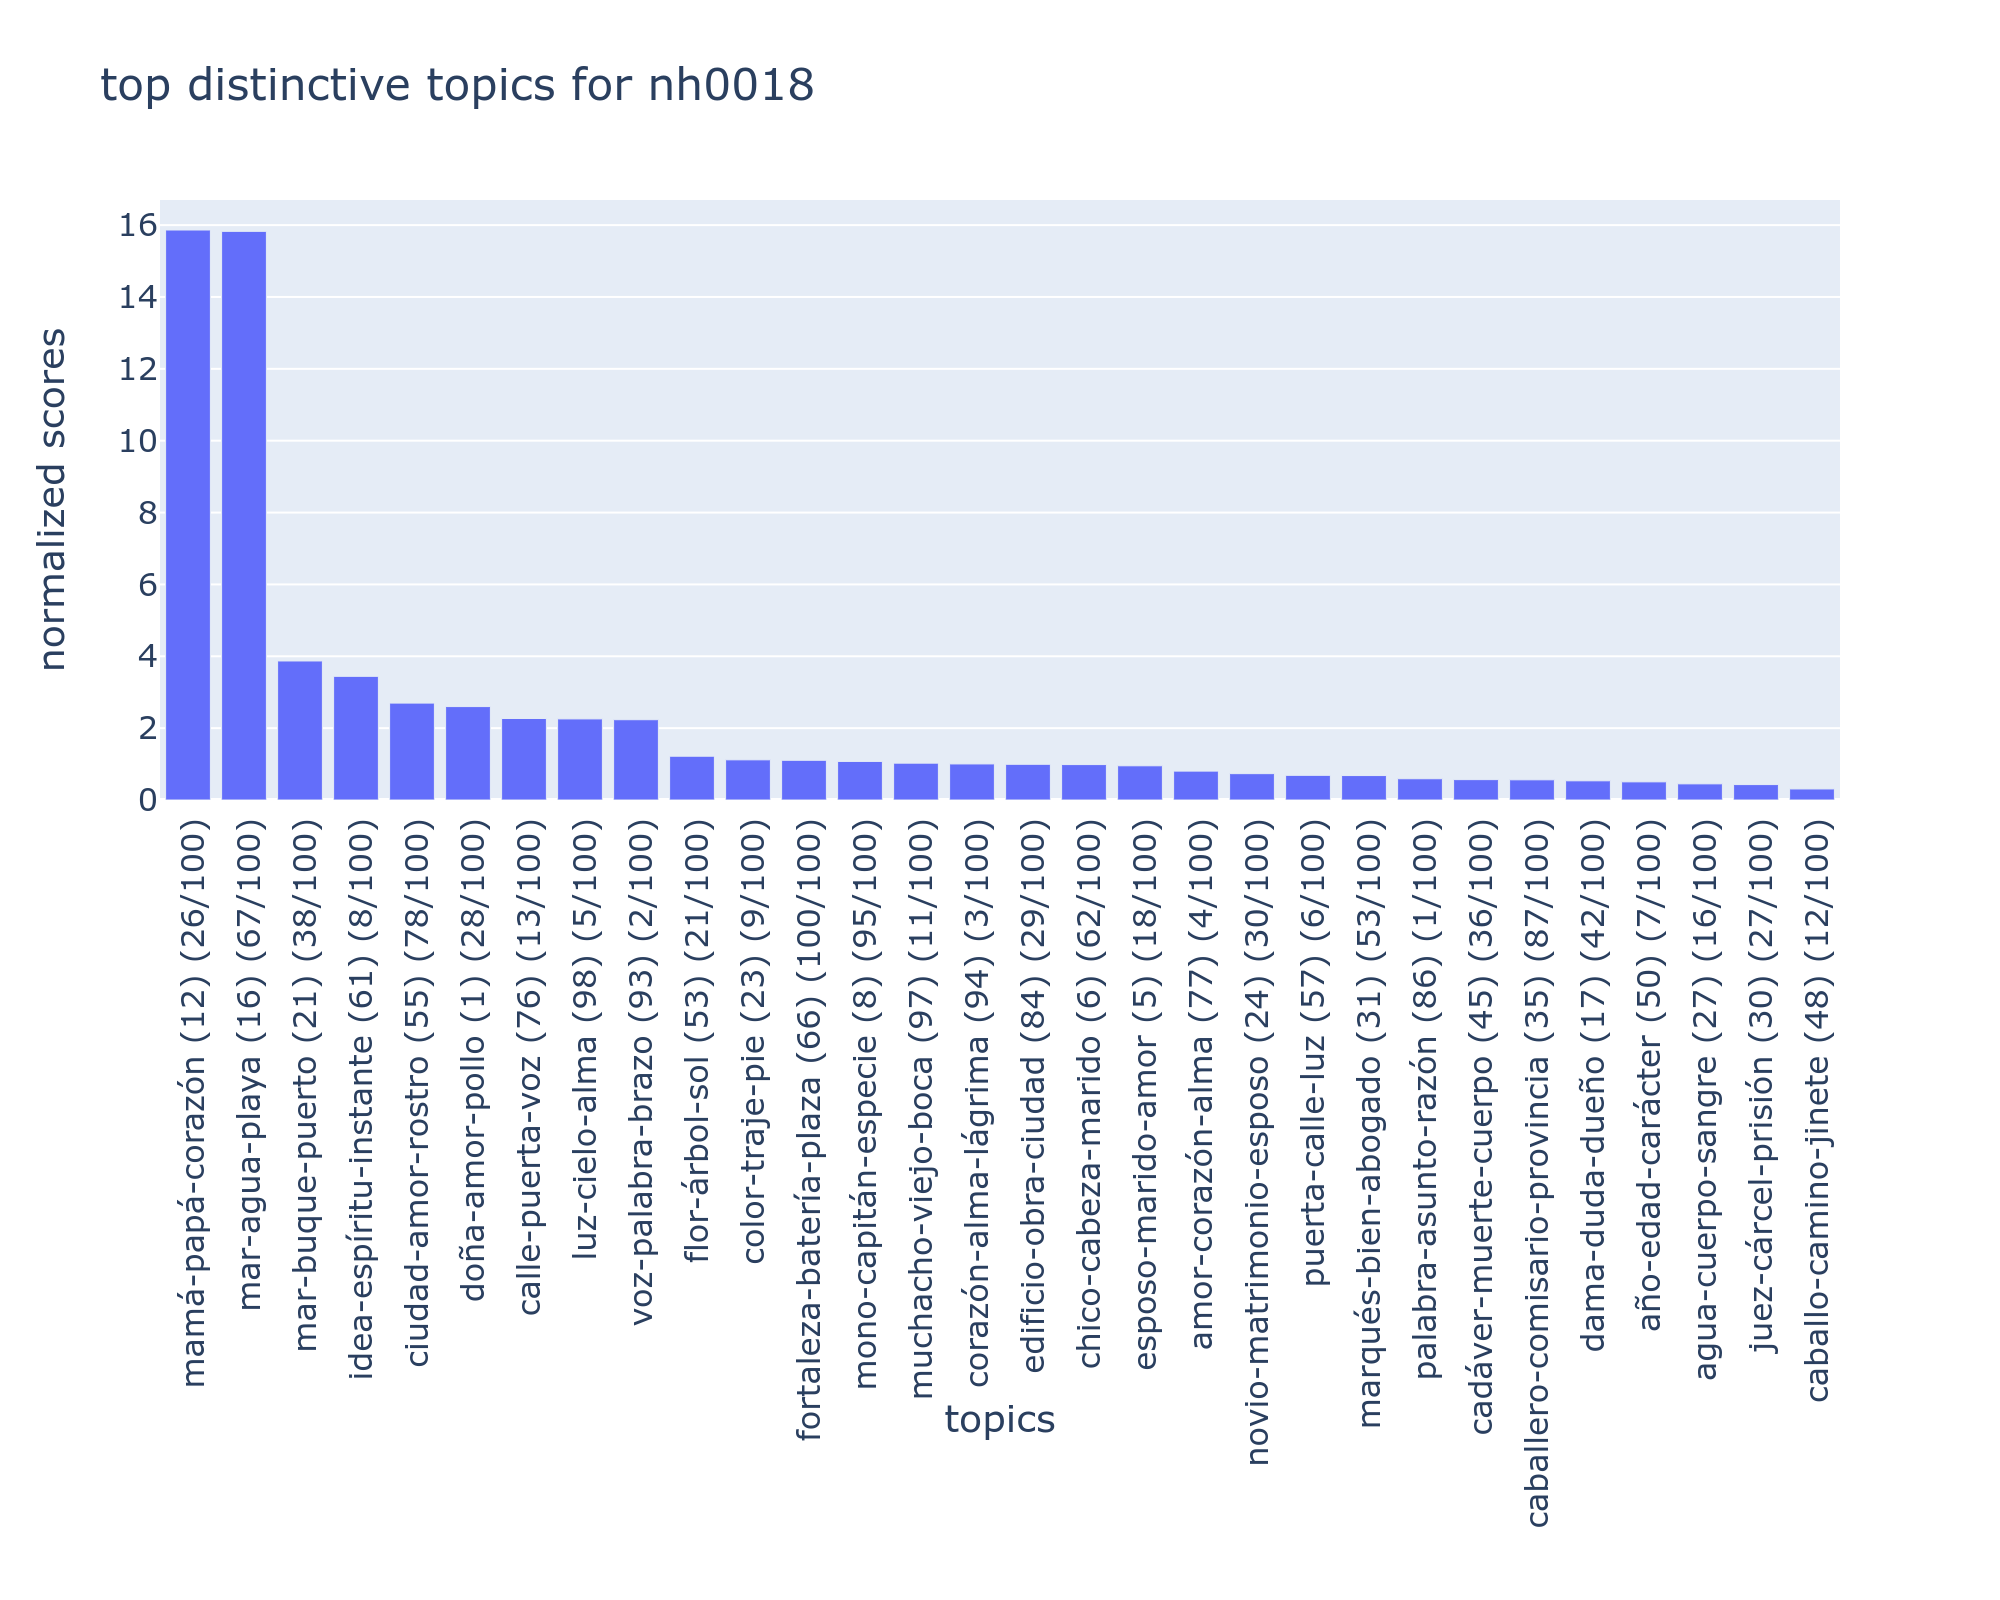 top distinctive topics for nh0018
normalized scores
16
14
12
10
8
6
4
2
0
mamá-papá-corazón (12) (26/100)
mar-agua-playa (16) (67/100)
mar-buque-puerto (21) (38/100)
idea-espíritu-instante (61) (8/100)
ciudad-amor-rostro (55) (78/100)
doña-amor-pollo (1) (28/100)
calle-puerta-voz (76) (13/100)
luz-cielo-alma (98) (5/100)
voz-palabra-brazo (93) (2/100)
flor-árbol-sol (53) (21/100)
color-traje-pie (23) (9/100)
fortaleza-batería-plaza (66) (100/100)
mono-capitán-especie (8) (95/100)
muchacho-viejo-boca (97) (11/100)
corazón-alma-lágrima (94) (3/100)
edificio-obra-ciudad (84) (29/100)
chico-cabeza-marido (6) (62/100)
esposo-marido-amor (5) (18/100)
amor-corazón-alma (77) (4/100)
novio-matrimonio-esposo (24) (30/100)
puerta-calle-luz (57) (6/100)
marqués-bien-abogado (31) (53/100)
palabra-asunto-razón (86) (1/100)
cadáver-muerte-cuerpo (45) (36/100)
caballero-comisario-provincia (35) (87/100)
dama-duda-dueño (17) (42/100)
año-edad-carácter (50) (7/100)
agua-cuerpo-sangre (27) (16/100)
juez-cárcel-prisión (30) (27/100)
caballo-camino-jinete (48) (12/100)
topics